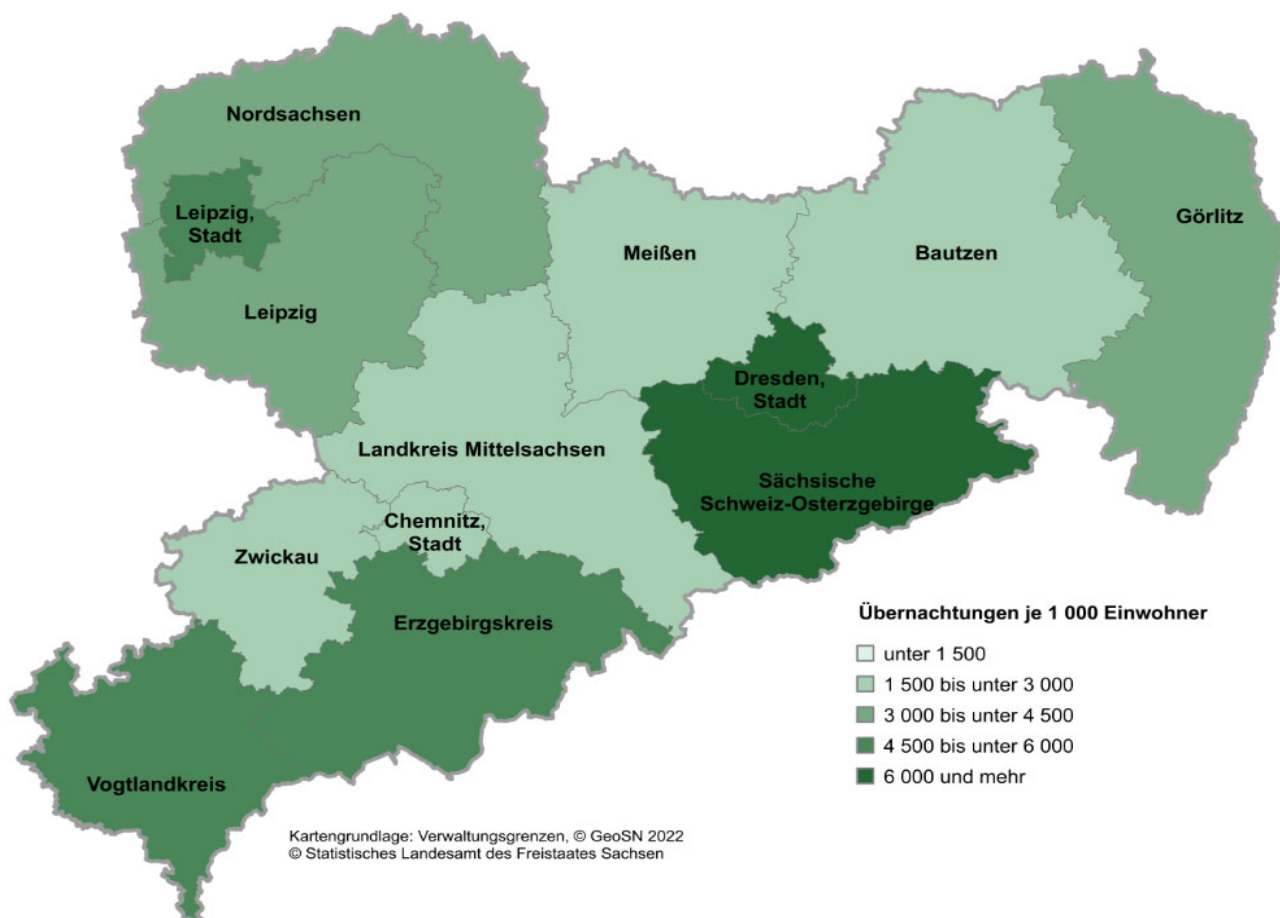 Nordsachsen
Leipzig,
Stadt
Leipzig
Meißen
Bautzen
Görlitz
Dresden,
Stadt
Landkreis Mittelsachsen
Sächsische
Schweiz-Osterzgebirge
Chemnitz,
Stadt
Zwickau
Erzgebirgskreis
Vogtlandkreis
Übernachtungen je 1 000 Einwohner
unter 1 500
1 500 bis unter 3 000
3 000 bis unter 4 500
4 500 bis unter 6 000
6 000 und mehr
Kartengrundlage: Verwaltungsgrenzen, © GeoSN 2022
© Statistisches Landesamt des Freistaates Sachsen